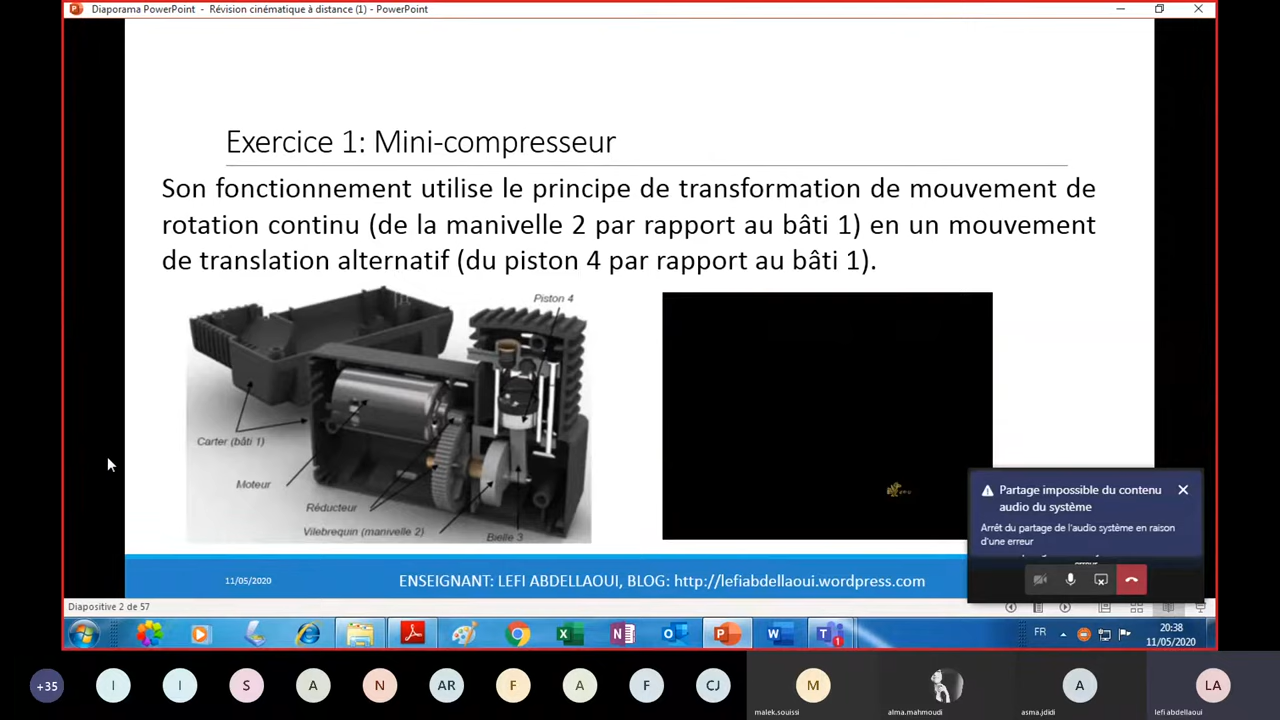 Diaporama PowerPoint - Révision cinématique à distance (1) - PowerPoint
Exercice 1: Mini-compresseur
Son fonctionnement utilise le principe de transformation de mouvement de
rotation continu (de la manivelle 2 par rapport au bâti 1) en un mouvement
de translation alternatif (du piston 4 par rapport au bâti 1).
Piston 4
Carter (bâti 1)
Moteur
Réducteur
Vilebrequin (manivelle 2)
Bielle 3
Partage impossible du contenu
audio du système
Arrêt du partage de l'audio système en raison
d'une erreur
11/05/2020
ENSEIGNANT: LEFI ABDELLAOUI, BLOG: http://lefiabdellaoui.wordpress.com
Diapositive 2 de 57
FR
20:38
11/05/2020
+35
I
I
S
A
N
AR
F
A
F
CJ
M
A
LA
malek.souissi
alma.mahmoudi
asma.jdidi
lefi abdellaoui